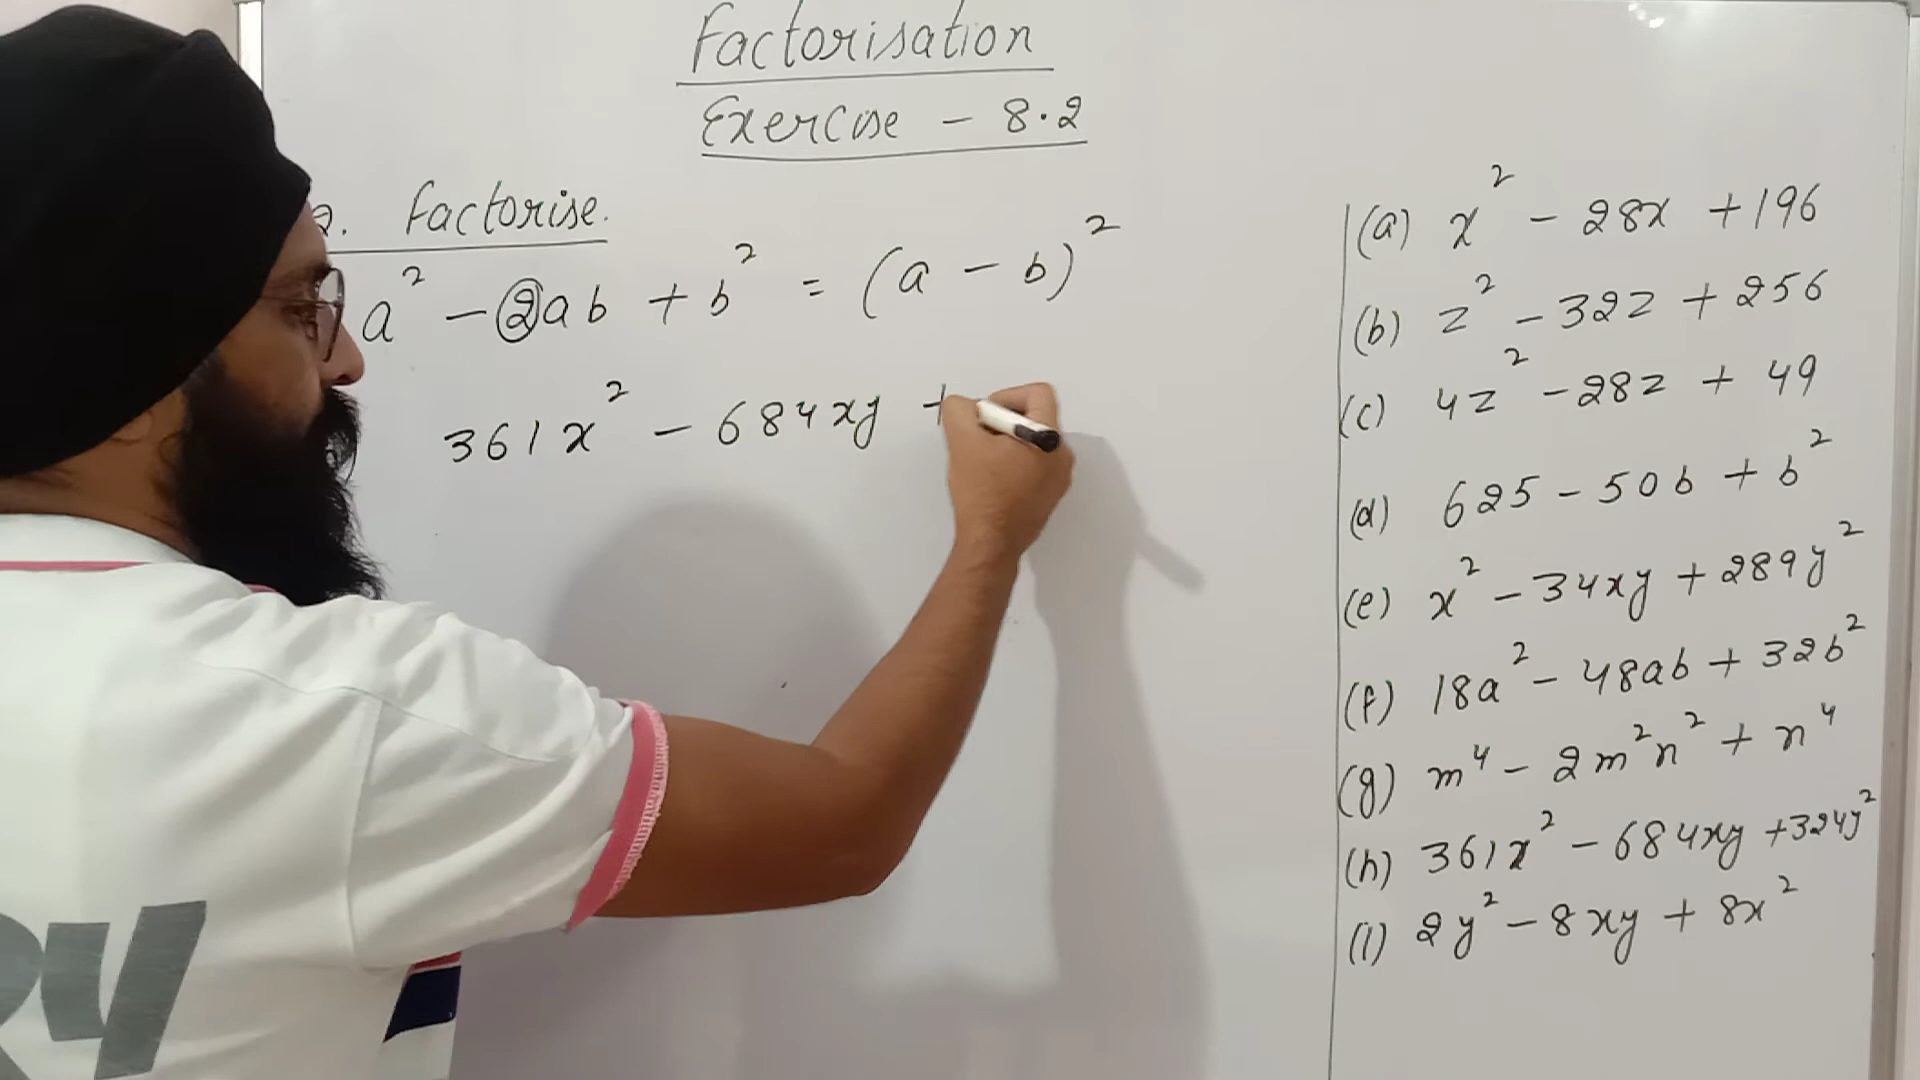 Factorisation
Exercise - 8.2
2. Factorise.
a² - 2ab + b² = (a - b)²
361x² - 684xy +
(a) x² - 28x + 196
(b) z² - 32z + 256
(c) 4z² - 28z + 49
(d) 625 - 50b + b²
(e) x² - 34xy + 289y²
(f) 18a² - 48ab + 32b²
(g) m⁴ - 2m²n² + n⁴
(h) 361x² - 684xy + 324y²
(i) 2y² - 8xy + 8x²